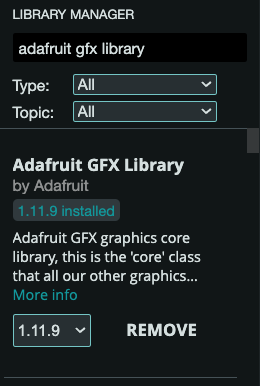 LIBRARY MANAGER
adafruit gfx library
Type: All
Topic: All
Adafruit GFX Library
by Adafruit
1.11.9 installed
Adafruit GFX graphics core
library, this is the 'core' class
that all our other graphics...
More info
1.11.9 REMOVE